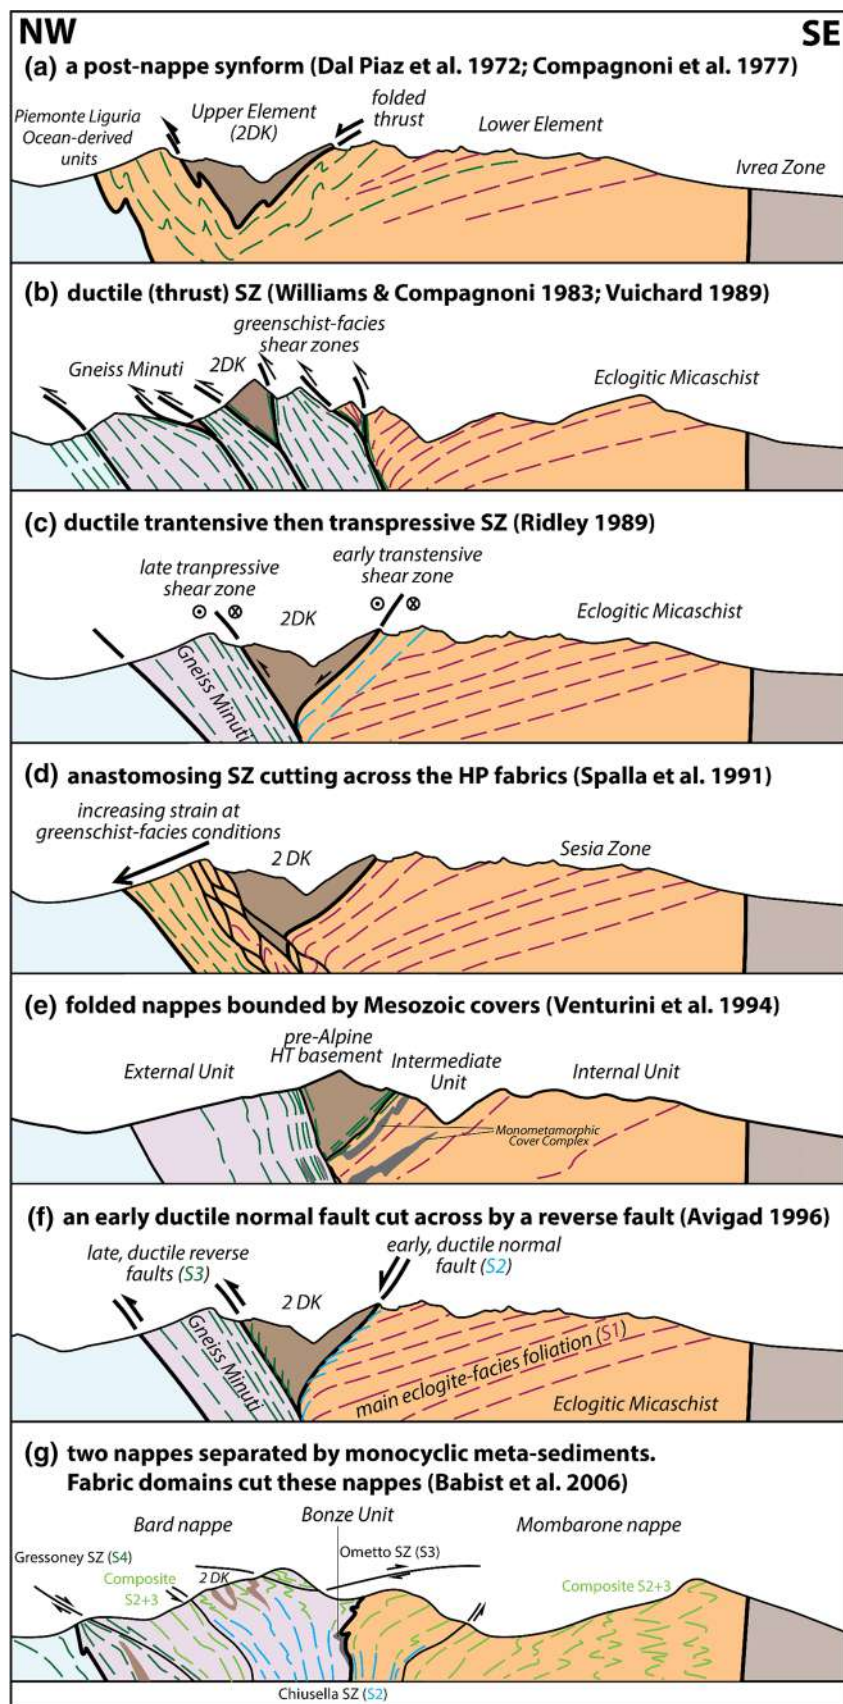 NW SE
(a) a post-nappe synform (Dal Piaz et al. 1972; Compagnoni et al. 1977)
Piemonte Liguria
Ocean-derived
units
Upper Element
(2DK)
folded
thrust
Lower Element
Ivrea Zone
(b) ductile (thrust) SZ (Williams & Compagnoni 1983; Vuichard 1989)
Gneiss Minuti
2DK
greenschist-facies
shear zones
Eclogitic Micaschist
(c) ductile trantensive then transpressive SZ (Ridley 1989)
late tranpressive
shear zone
2DK
early transtensive
shear zone
Eclogitic Micaschist
Gneiss Minuti
(d) anastomosing SZ cutting across the HP fabrics (Spalla et al. 1991)
increasing strain at
greenschist-facies conditions
2 DK
Sesia Zone
(e) folded nappes bounded by Mesozoic covers (Venturini et al. 1994)
External Unit
pre-Alpine
HT basement
Intermediate
Unit
Internal Unit
Monometamorphic
Cover Complex
(f) an early ductile normal fault cut across by a reverse fault (Avigad 1996)
late, ductile reverse
faults (S3)
2 DK
early, ductile normal
fault (S2)
Gneiss Minuti
main eclogite-facies foliation (S1)
Eclogitic Micaschist
(g) two nappes separated by monocyclic meta-sediments.
Fabric domains cut these nappes (Babist et al. 2006)
Bard nappe
Bonze Unit
Mombarone nappe
Gressoney SZ (S4)
Composite
S2+3
2 DK
Ometto SZ (S3)
Composite S2+3
Chiusella SZ (S2)